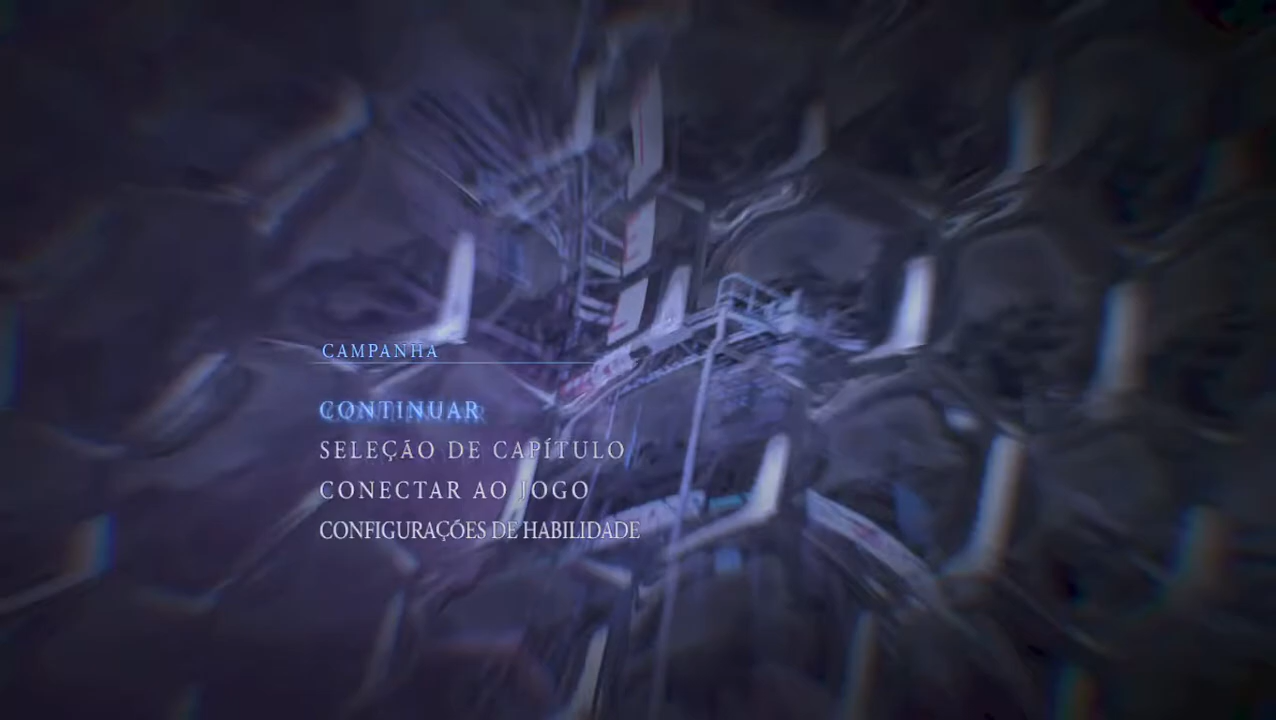 CAMPANHA
CONTINUAR
SELEÇÃO DE CAPÍTULO
CONECTAR AO JOGO
CONFIGURAÇÕES DE HABILIDADE